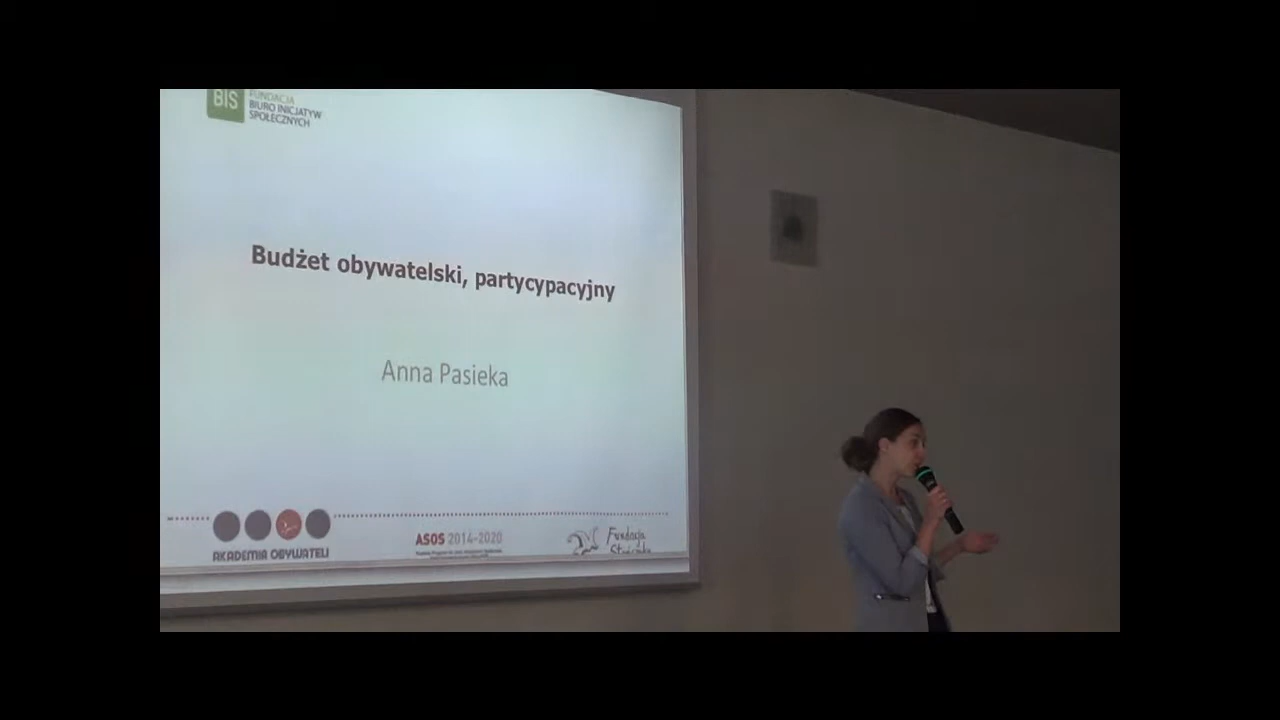 BIS
FUNDACJA
BIURO INICJATYW
SPOŁECZNYCH
Budżet obywatelski, partycypacyjny
Anna Pasieka
AKADEMIA OBYWATELI
ASOS 2014-2020
Fundacja